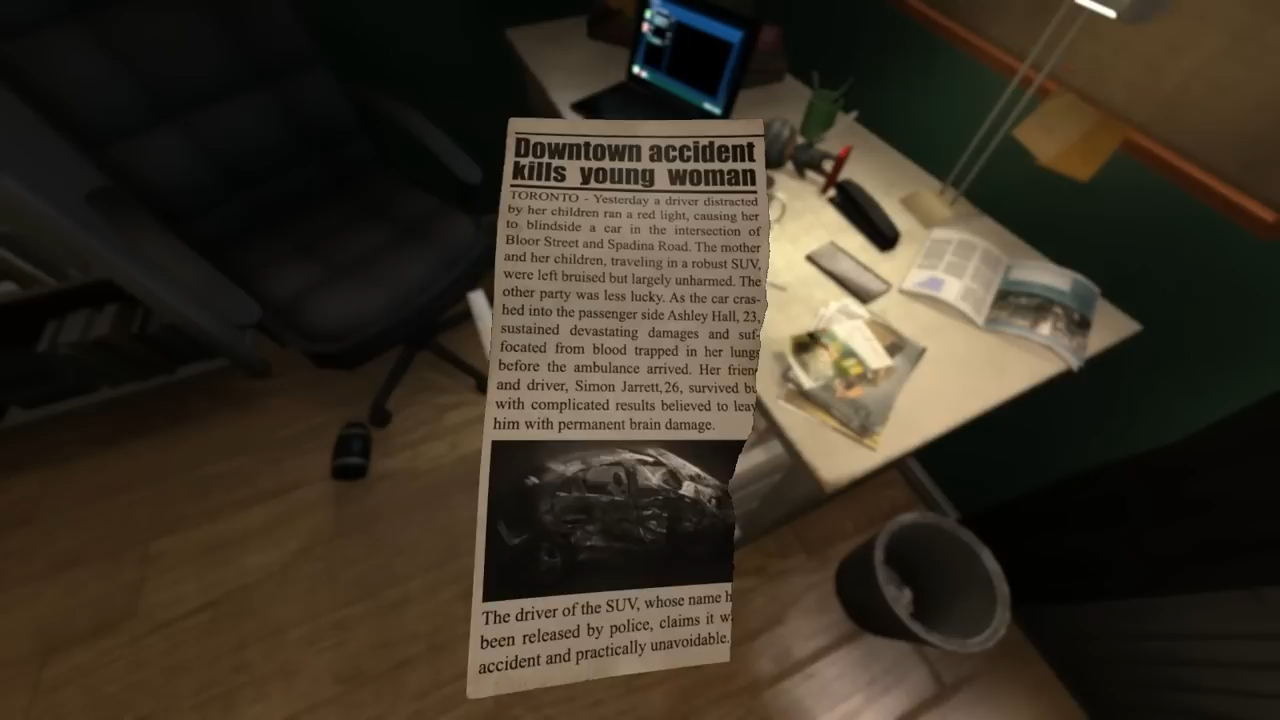 Downtown accident
kills young woman
TORONTO - Yesterday a driver distracted
by her children ran a red light, causing her
to blindside a car in the intersection of
Bloor Street and Spadina Road. The mother
and her children, traveling in a robust SUV,
were left bruised but largely unharmed. The
other party was less lucky. As the car cras-
hed into the passenger side Ashley Hall, 23,
sustained devastating damages and suf-
focated from blood trapped in her lungs
before the ambulance arrived. Her frien
and driver, Simon Jarrett, 26, survived bu
with complicated results believed to leav
him with permanent brain damage.
The driver of the SUV, whose name h
been released by police, claims it w
accident and practically unavoidable.